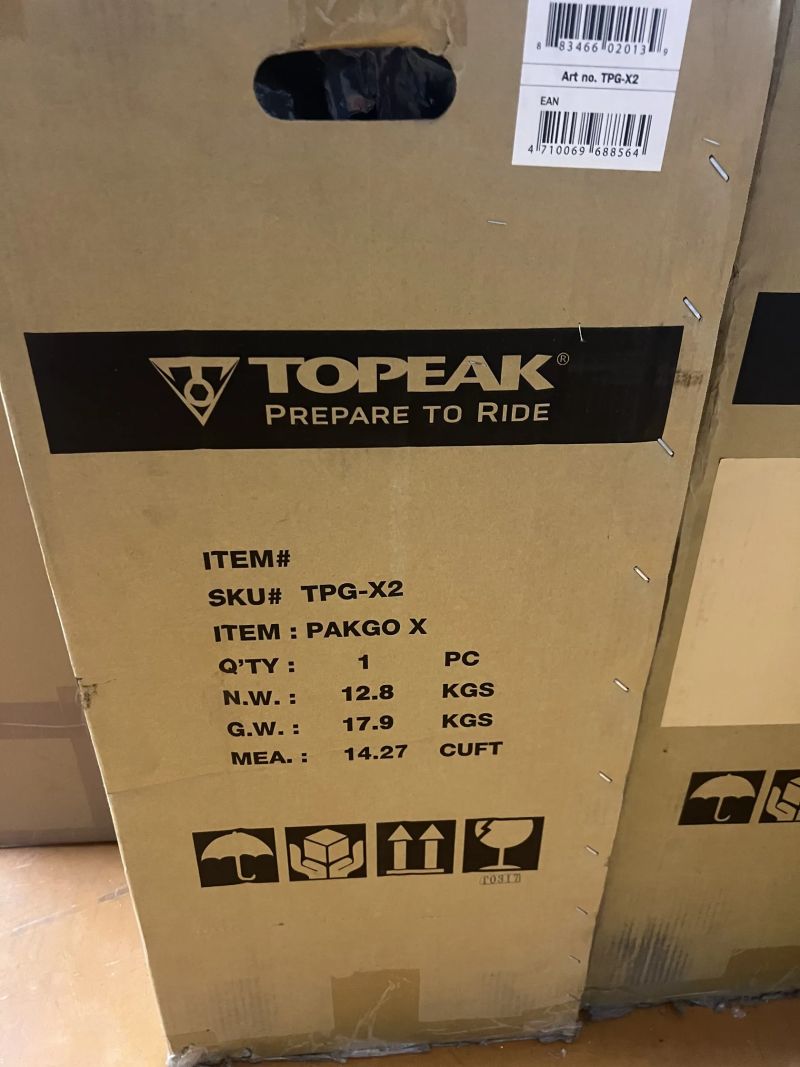 8 83466 02013 9
Art no. TPG-X2
EAN
4 710069 688564
TOPEAK®
PREPARE TO RIDE
ITEM#
SKU# TPG-X2
ITEM : PAKGO X
Q'TY : 1 PC
N.W. : 12.8 KGS
G.W. : 17.9 KGS
MEA. : 14.27 CUFT
T0317